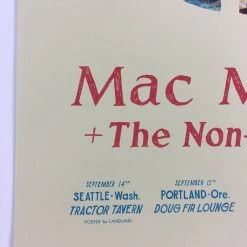 Mac M
+ The Non-
SEPTEMBER 14TH
SEATTLE·Wash.
TRACTOR TAVERN
POSTER by LANDLAND
SEPTEMBER 15TH
PORTLAND·Ore.
DOUG FIR LOUNGE